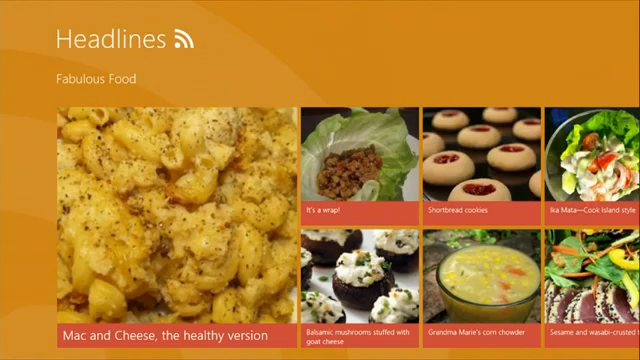 Headlines
Fabulous Food
Mac and Cheese, the healthy version
It's a wrap!
Shortbread cookies
Ika Mata—Cook Island style
Balsamic mushrooms stuffed with
goat cheese
Grandma Marie's corn chowder
Sesame and wasabi-crusted t